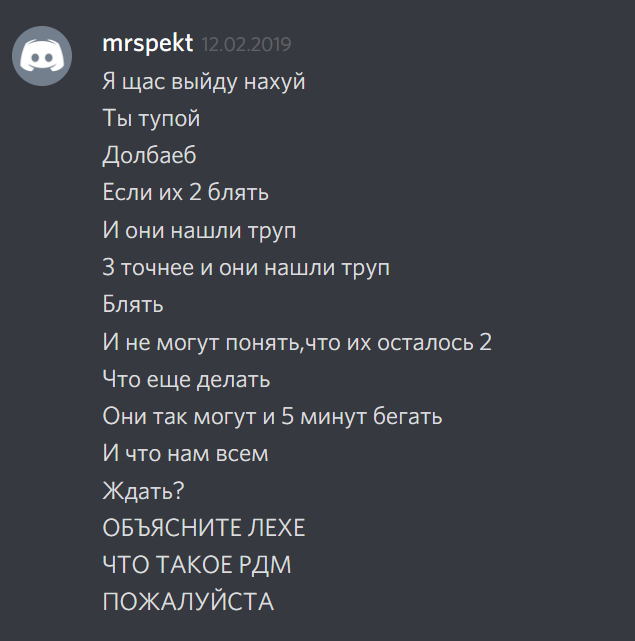 mrspekt 12.02.2019
Я щас выйду нахуй
Ты тупой
Долбаеб
Если их 2 блять
И они нашли труп
3 точнее и они нашли труп
Блять
И не могут понять,что их осталось 2
Что еще делать
Они так могут и 5 минут бегать
И что нам всем
Ждать?
ОБЪЯСНИТЕ ЛЕХЕ
ЧТО ТАКОЕ РДМ
ПОЖАЛУЙСТА